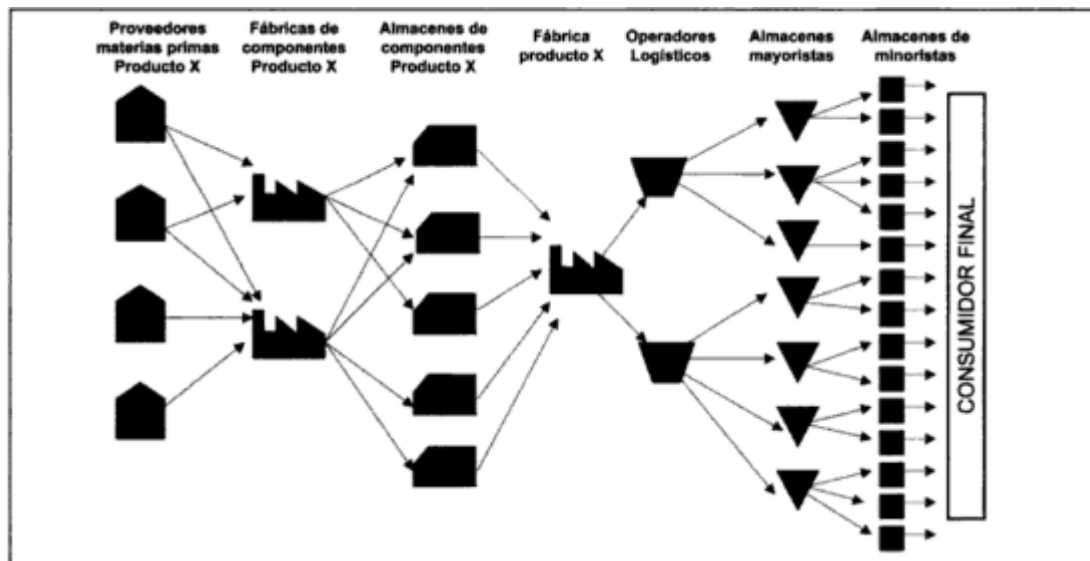 Proveedores
materias primas
Producto X
Fábricas de
componentes
Producto X
Almacenes de
componentes
Producto X
Fábrica
producto X
Operadores
Logísticos
Almacenes
mayoristas
Almacenes de
minoristas
CONSUMIDOR FINAL